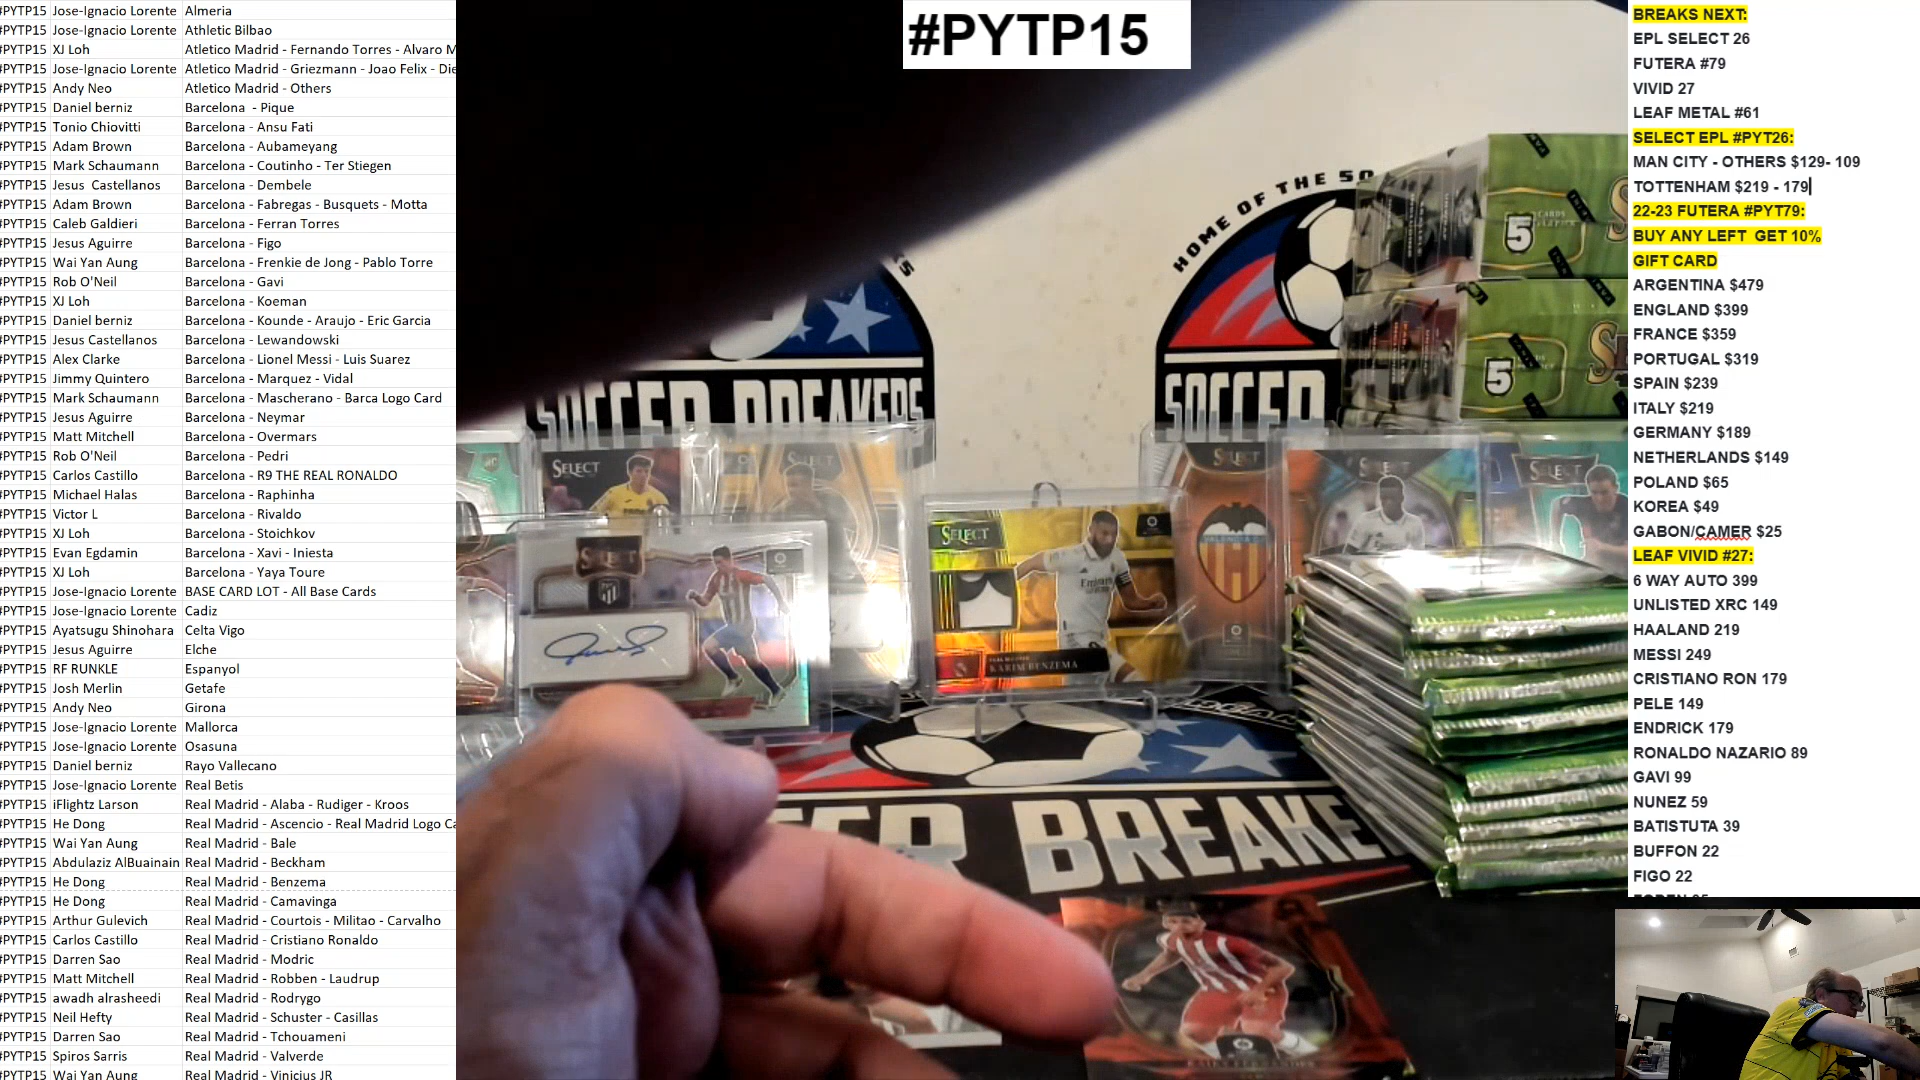 #PYTP15 Jose-Ignacio Lorente Almeria
#PYTP15 Jose-Ignacio Lorente Athletic Bilbao
#PYTP15 XJ Loh Atletico Madrid - Fernando Torres - Alvaro M
#PYTP15 Jose-Ignacio Lorente Atletico Madrid - Griezmann - Joao Felix - Die
#PYTP15 Andy Neo Atletico Madrid - Others
#PYTP15 Daniel berniz Barcelona - Pique
#PYTP15 Tonio Chiovitti Barcelona - Ansu Fati
#PYTP15 Adam Brown Barcelona - Aubameyang
#PYTP15 Mark Schaumann Barcelona - Coutinho - Ter Stiegen
#PYTP15 Jesus Castellanos Barcelona - Dembele
#PYTP15 Adam Brown Barcelona - Fabregas - Busquets - Motta
#PYTP15 Caleb Galdieri Barcelona - Ferran Torres
#PYTP15 Jesus Aguirre Barcelona - Figo
#PYTP15 Wai Yan Aung Barcelona - Frenkie de Jong - Pablo Torre
#PYTP15 Rob O'Neil Barcelona - Gavi
#PYTP15 XJ Loh Barcelona - Koeman
#PYTP15 Daniel berniz Barcelona - Kounde - Araujo - Eric Garcia
#PYTP15 Jesus Castellanos Barcelona - Lewandowski
#PYTP15 Alex Clarke Barcelona - Lionel Messi - Luis Suarez
#PYTP15 Jimmy Quintero Barcelona - Marquez - Vidal
#PYTP15 Mark Schaumann Barcelona - Mascherano - Barca Logo Card
#PYTP15 Jesus Aguirre Barcelona - Neymar
#PYTP15 Matt Mitchell Barcelona - Overmars
#PYTP15 Rob O'Neil Barcelona - Pedri
#PYTP15 Carlos Castillo Barcelona - R9 THE REAL RONALDO
#PYTP15 Michael Halas Barcelona - Raphinha
#PYTP15 Victor L Barcelona - Rivaldo
#PYTP15 XJ Loh Barcelona - Stoichkov
#PYTP15 Evan Egdamin Barcelona - Xavi - Iniesta
#PYTP15 XJ Loh Barcelona - Yaya Toure
#PYTP15 Jose-Ignacio Lorente BASE CARD LOT - All Base Cards
#PYTP15 Jose-Ignacio Lorente Cadiz
#PYTP15 Ayatsugu Shinohara Celta Vigo
#PYTP15 Jesus Aguirre Elche
#PYTP15 RF RUNKLE Espanyol
#PYTP15 Josh Merlin Getafe
#PYTP15 Andy Neo Girona
#PYTP15 Jose-Ignacio Lorente Mallorca
#PYTP15 Jose-Ignacio Lorente Osasuna
#PYTP15 Daniel berniz Rayo Vallecano
#PYTP15 Jose-Ignacio Lorente Real Betis
#PYTP15 iFlightz Larson Real Madrid - Alaba - Rudiger - Kroos
#PYTP15 He Dong Real Madrid - Ascencio - Real Madrid Logo Ca
#PYTP15 Wai Yan Aung Real Madrid - Bale
#PYTP15 Abdulaziz AlBuainain Real Madrid - Beckham
#PYTP15 He Dong Real Madrid - Benzema
#PYTP15 He Dong Real Madrid - Camavinga
#PYTP15 Arthur Gulevich Real Madrid - Courtois - Militao - Carvalho
#PYTP15 Carlos Castillo Real Madrid - Cristiano Ronaldo
#PYTP15 Darren Sao Real Madrid - Modric
#PYTP15 Matt Mitchell Real Madrid - Robben - Laudrup
#PYTP15 awadh alrasheedi Real Madrid - Rodrygo
#PYTP15 Neil Hefty Real Madrid - Schuster - Casillas
#PYTP15 Darren Sao Real Madrid - Tchouameni
#PYTP15 Spiros Sarris Real Madrid - Valverde
#PYTP15 Wai Yan Aung Real Madrid - Vinicius JR
#PYTP15
HOME OF THE
SOCCER BREAKERS
SOCCER
SELECT
SELECT
SELECT
SELECT
SELECT
SELECT
SELECT
VALENCIA C.F.
KARIM BENZEMA
5 CARDS
5
BREAKER
BREAKS NEXT:
EPL SELECT 26
FUTERA #79
VIVID 27
LEAF METAL #61
SELECT EPL #PYT26:
MAN CITY - OTHERS $129- 109
TOTTENHAM $219 - 179
22-23 FUTERA #PYT79:
BUY ANY LEFT GET 10%
GIFT CARD
ARGENTINA $479
ENGLAND $399
FRANCE $359
PORTUGAL $319
SPAIN $239
ITALY $219
GERMANY $189
NETHERLANDS $149
POLAND $65
KOREA $49
GABON/CAMER $25
LEAF VIVID #27:
6 WAY AUTO 399
UNLISTED XRC 149
HAALAND 219
MESSI 249
CRISTIANO RON 179
PELE 149
ENDRICK 179
RONALDO NAZARIO 89
GAVI 99
NUNEZ 59
BATISTUTA 39
BUFFON 22
FIGO 22